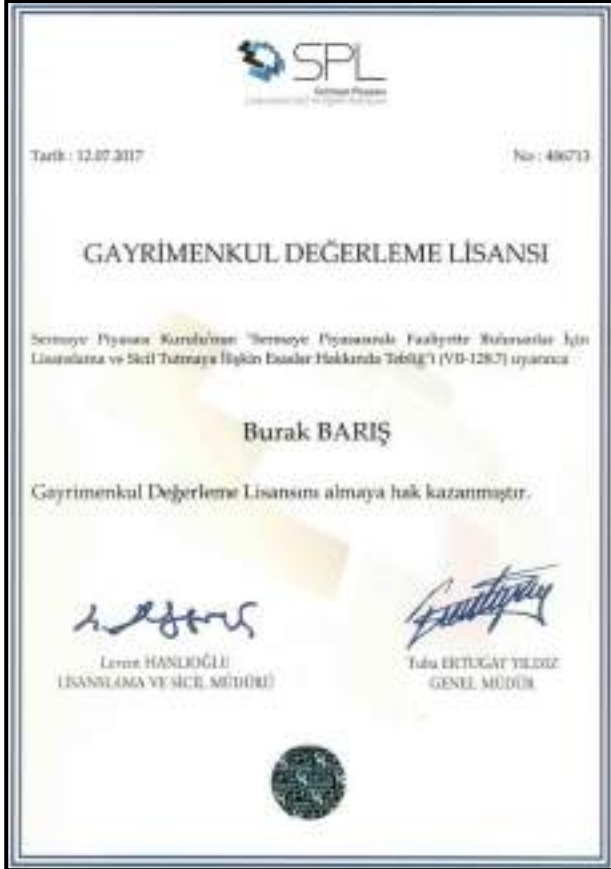 SPL
Sermaye Piyasası
Tarih : 12.07.2017
No : 406713
GAYRİMENKUL DEĞERLEME LİSANSI
Sermaye Piyasası Kurulu'nun "Sermaye Piyasasında Faaliyette Bulunanlar İçin
Lisanslama ve Sicil Tutmaya İlişkin Esaslar Hakkında Tebliğ"i (VII-128.7) uyarınca
Burak BARIŞ
Gayrimenkul Değerleme Lisansını almaya hak kazanmıştır.
Levent HANLIOĞLU
LİSANSLAMA VE SİCİL MÜDÜRÜ
Tuba ERTUGAY YILDIZ
GENEL MÜDÜR